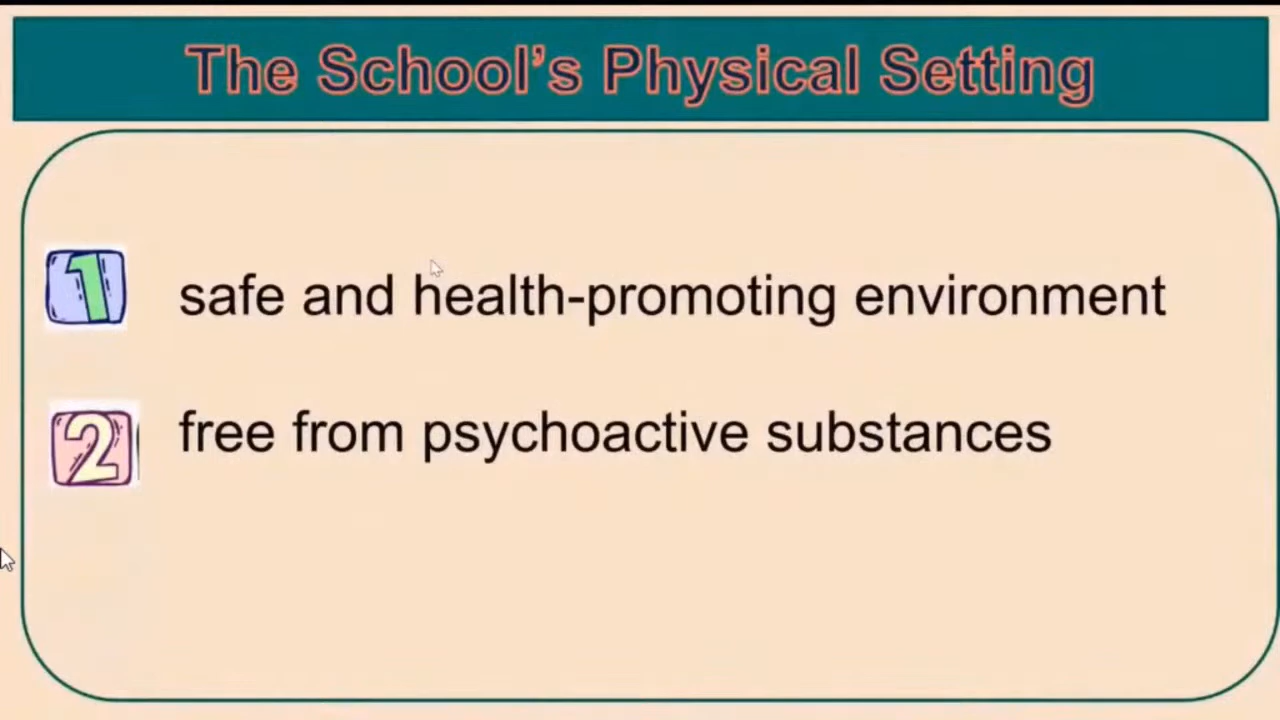 The School’s Physical Setting
1 safe and health-promoting environment
2 free from psychoactive substances